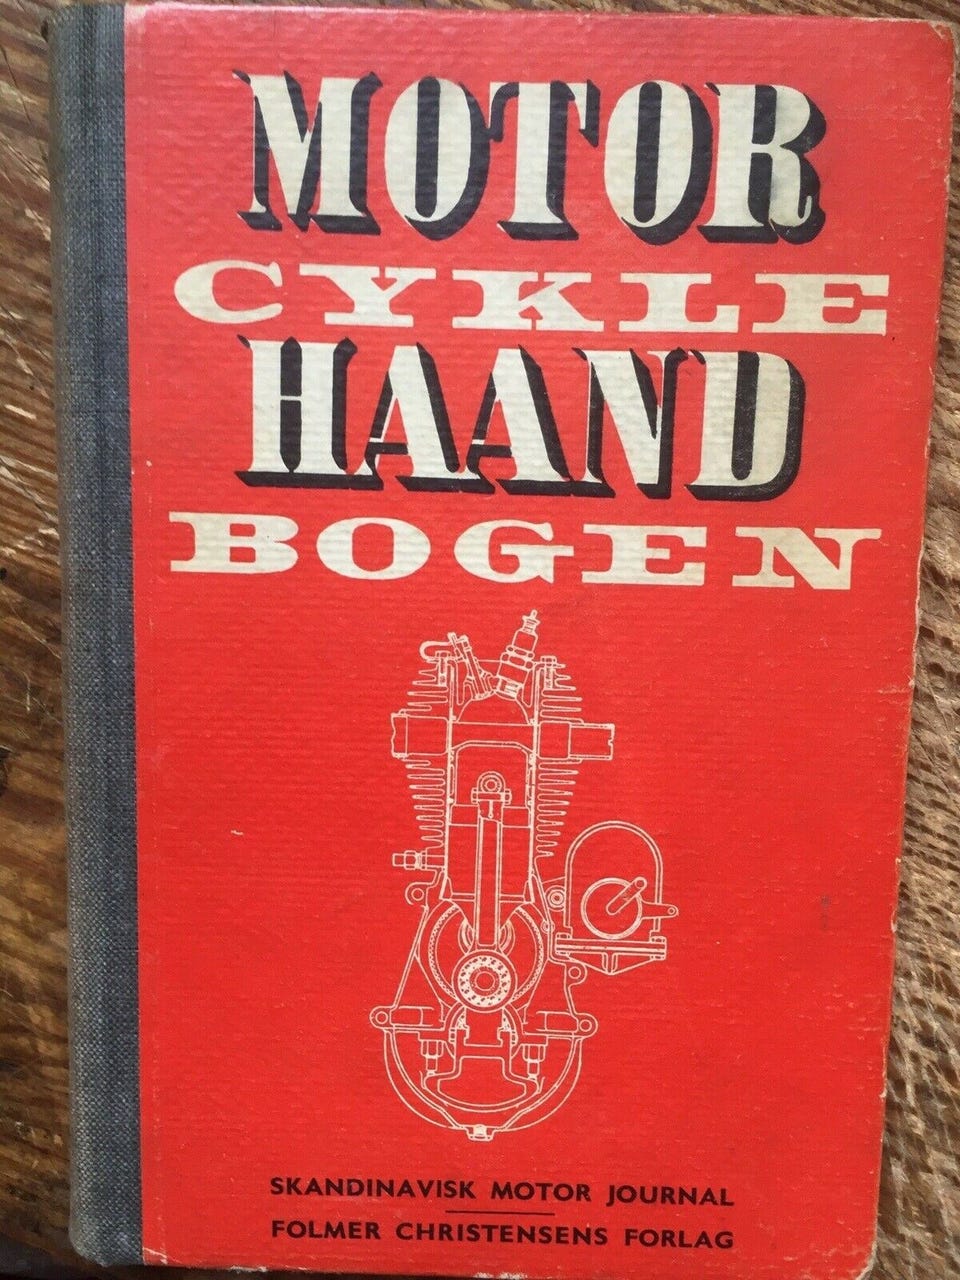 MOTOR
CYKLE
HAAND
BOGEN
SKANDINAVISK MOTOR JOURNAL
FOLMER CHRISTENSENS FORLAG